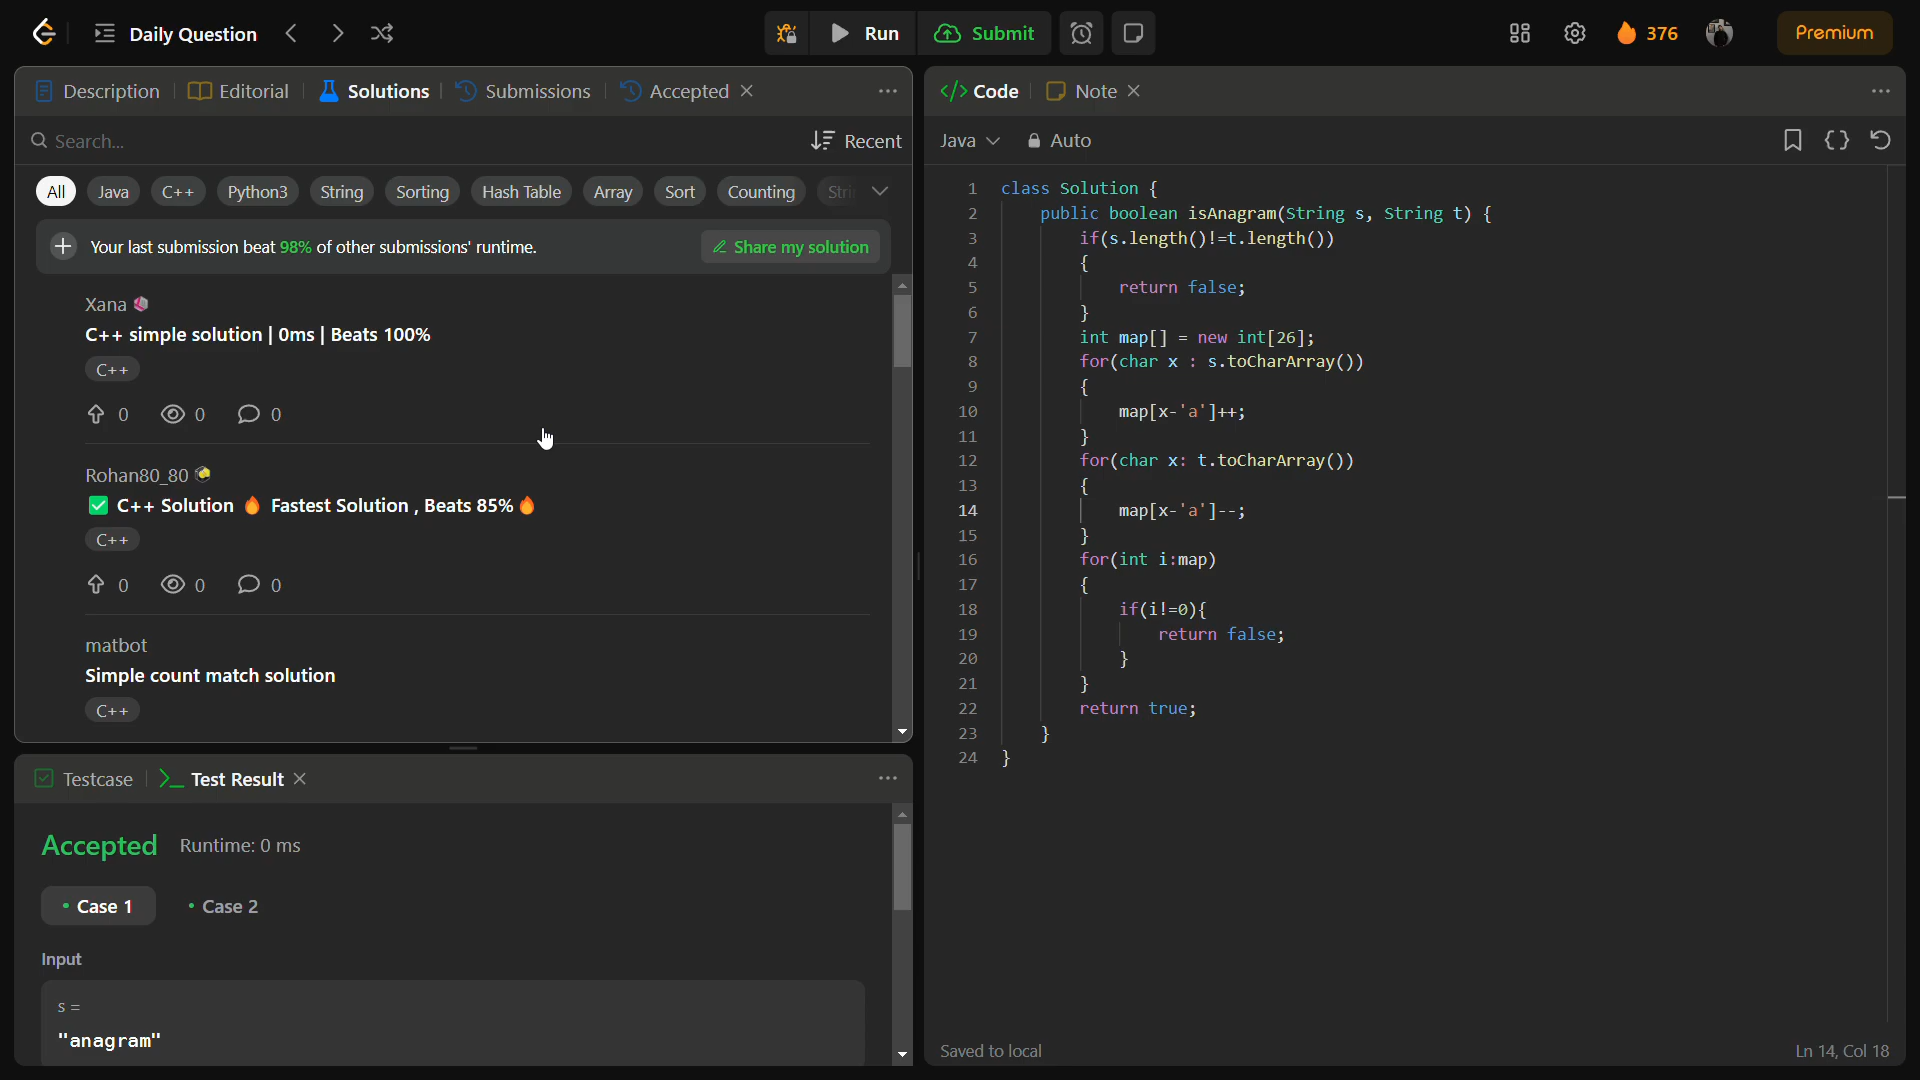 Daily Question
Run
Submit
376
Premium
Description
Editorial
Solutions
Submissions
Accepted
Search...
Recent
All
Java
C++
Python3
String
Sorting
Hash Table
Array
Sort
Counting
Your last submission beat 98% of other submissions' runtime.
Share my solution
Xana
C++ simple solution | 0ms | Beats 100%
C++
0
0
0
Rohan80_80
✅ C++ Solution 🔥 Fastest Solution , Beats 85%🔥
C++
0
0
0
matbot
Simple count match solution
C++
Testcase
Test Result
Accepted
Runtime: 0 ms
Case 1
Case 2
Input
s =
"anagram"
</> Code
Note
Java
Auto
1 class Solution {
2 public boolean isAnagram(String s, String t) {
3 if(s.length()!=t.length())
4 {
5 return false;
6 }
7 int map[] = new int[26];
8 for(char x : s.toCharArray())
9 {
10 map[x-'a']++;
11 }
12 for(char x: t.toCharArray())
13 {
14 map[x-'a']--;
15 }
16 for(int i:map)
17 {
18 if(i!=0){
19 return false;
20 }
21 }
22 return true;
23 }
24 }
Saved to local
Ln 14, Col 18